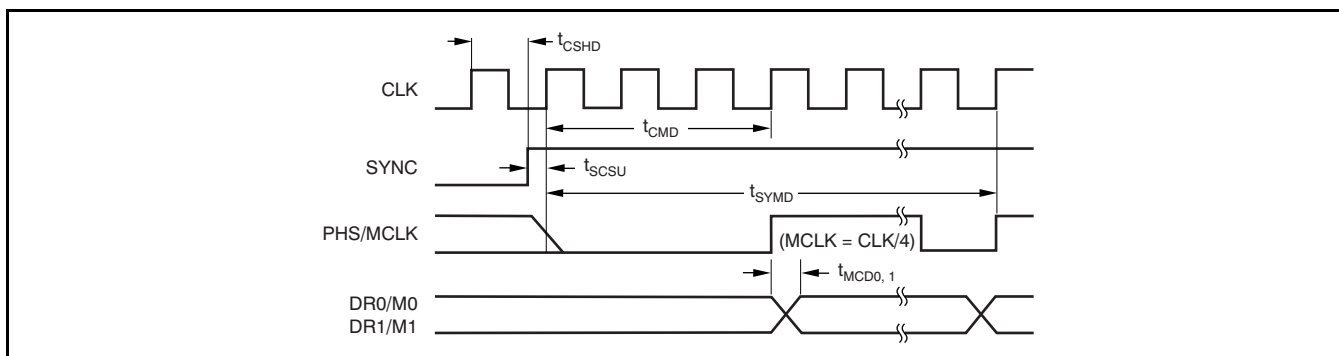 tCSHD
CLK
tCMD
SYNC
tSCSU
tSYMD
PHS/MCLK
(MCLK = CLK/4)
tMCD0, 1
DR0/M0
DR1/M1